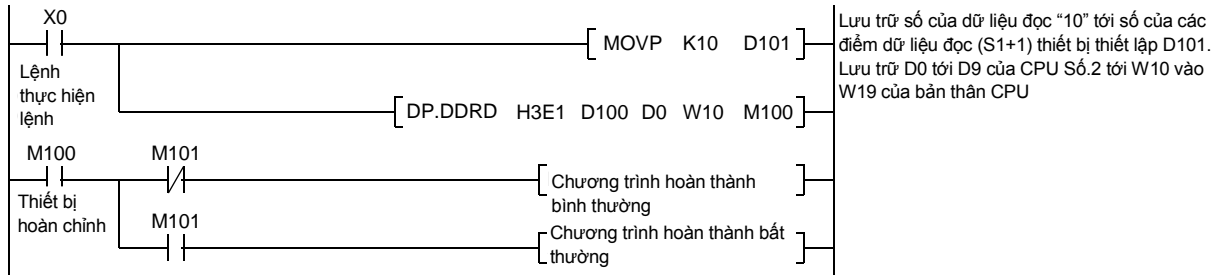 X0
MOVP K10 D101
Lệnh
thực hiện
lệnh
DP.DDRD H3E1 D100 D0 W10 M100
M100
M101
Thiết bị
hoàn chỉnh
Chương trình hoàn thành
bình thường
M101
Chương trình hoàn thành bất
thường
Lưu trữ số của dữ liệu đọc “10” tới số của các
điểm dữ liệu đọc (S1+1) thiết bị thiết lập D101.
Lưu trữ D0 tới D9 của CPU Số.2 tới W10 vào
W19 của bản thân CPU